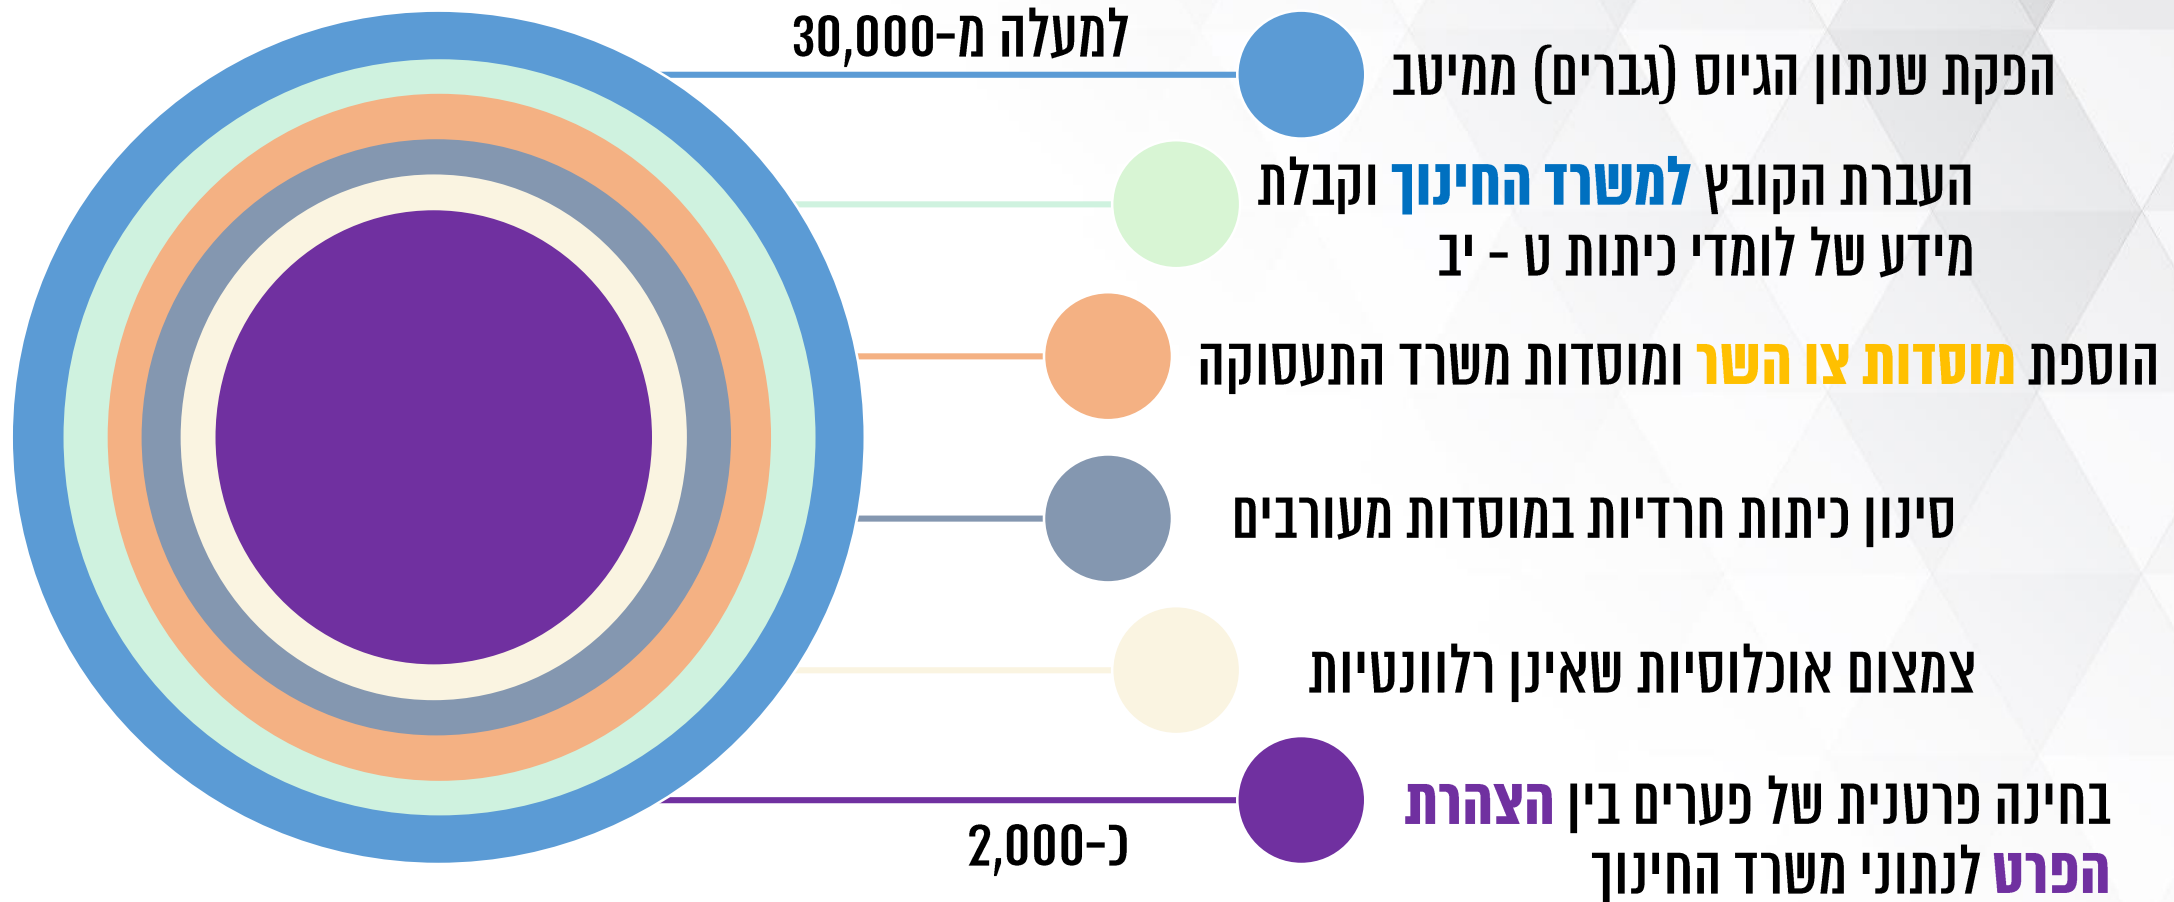 למעלה מ-30,000
הפקת שנתון הגיוס (גברים) ממיטב
העברת הקובץ למשרד החינוך וקבלת
מידע של לומדי כיתות ט - יב
הוספת מוסדות צו השר ומוסדות משרד התעסוקה
סינון כיתות חרדיות במוסדות מעורבים
צמצום אוכלוסיות שאינן רלוונטיות
בחינה פרטנית של פערים בין הצהרת
הפרט לנתוני משרד החינוך
כ-2,000